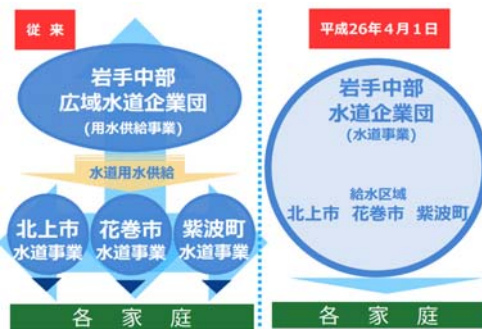 従 来
岩手中部
広域水道企業団
(用水供給事業)
水道用水供給
北上市
水道事業
花巻市
水道事業
紫波町
水道事業
各 家 庭
平成26年4月1日
岩手中部
水道企業団
(水道事業)
給水区域
北上市 花巻市 紫波町
各 家 庭